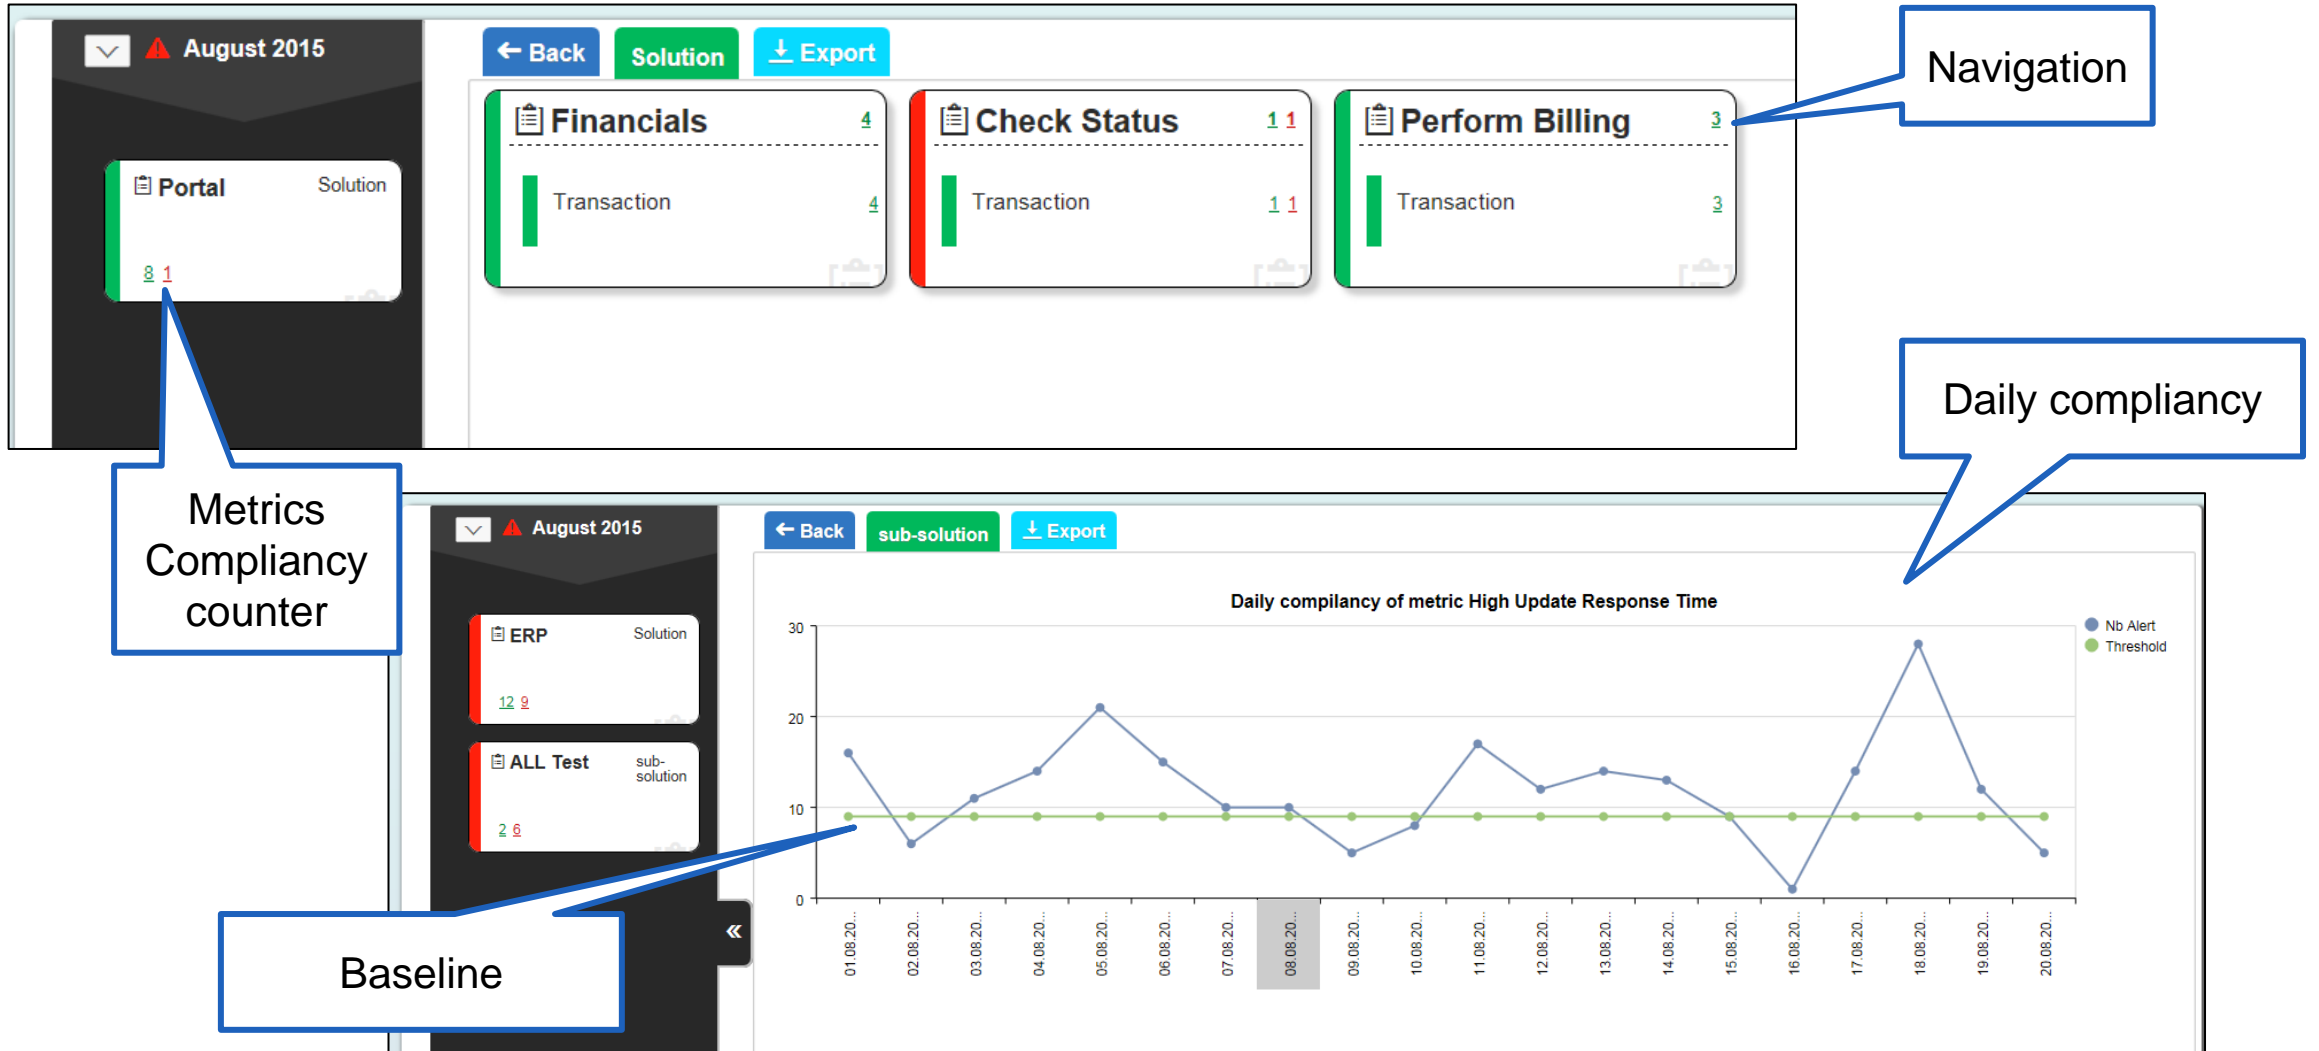 August 2015
Back
Solution
Export
Navigation
Financials 4
Check Status 1 1
Perform Billing 3
Portal Solution
Transaction 4
Transaction 1 1
Transaction 3
8 1
Daily compliancy
Metrics
Compliancy
counter
August 2015
Back
sub-solution
Export
Daily compilancy of metric High Update Response Time
Nb Alert
Threshold
ERP Solution
12 9
ALL Test sub-
solution
2 6
30
20
10
0
«
Baseline
01.08.20...
02.08.20...
03.08.20...
04.08.20...
05.08.20...
06.08.20...
07.08.20...
08.08.20...
09.08.20...
10.08.20...
11.08.20...
12.08.20...
13.08.20...
14.08.20...
15.08.20...
16.08.20...
17.08.20...
18.08.20...
19.08.20...
20.08.20...